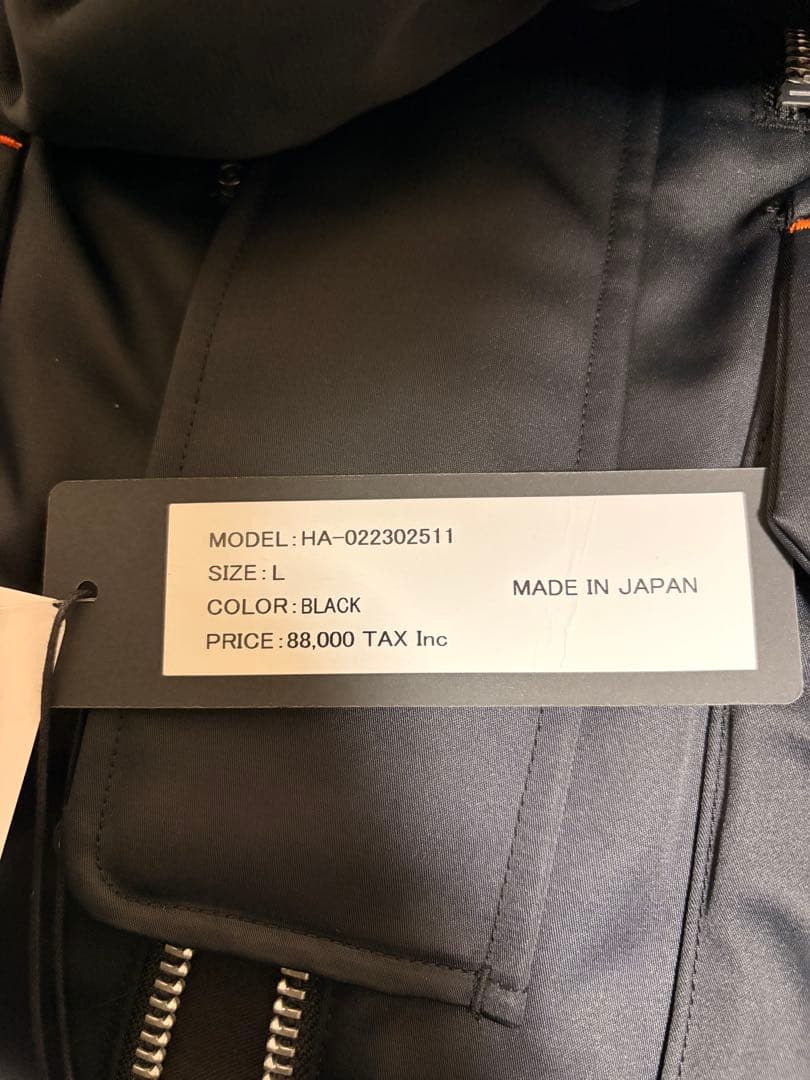 MODEL:HA-022302511
SIZE:L
COLOR:BLACK
PRICE:88,000 TAX Inc
MADE IN JAPAN